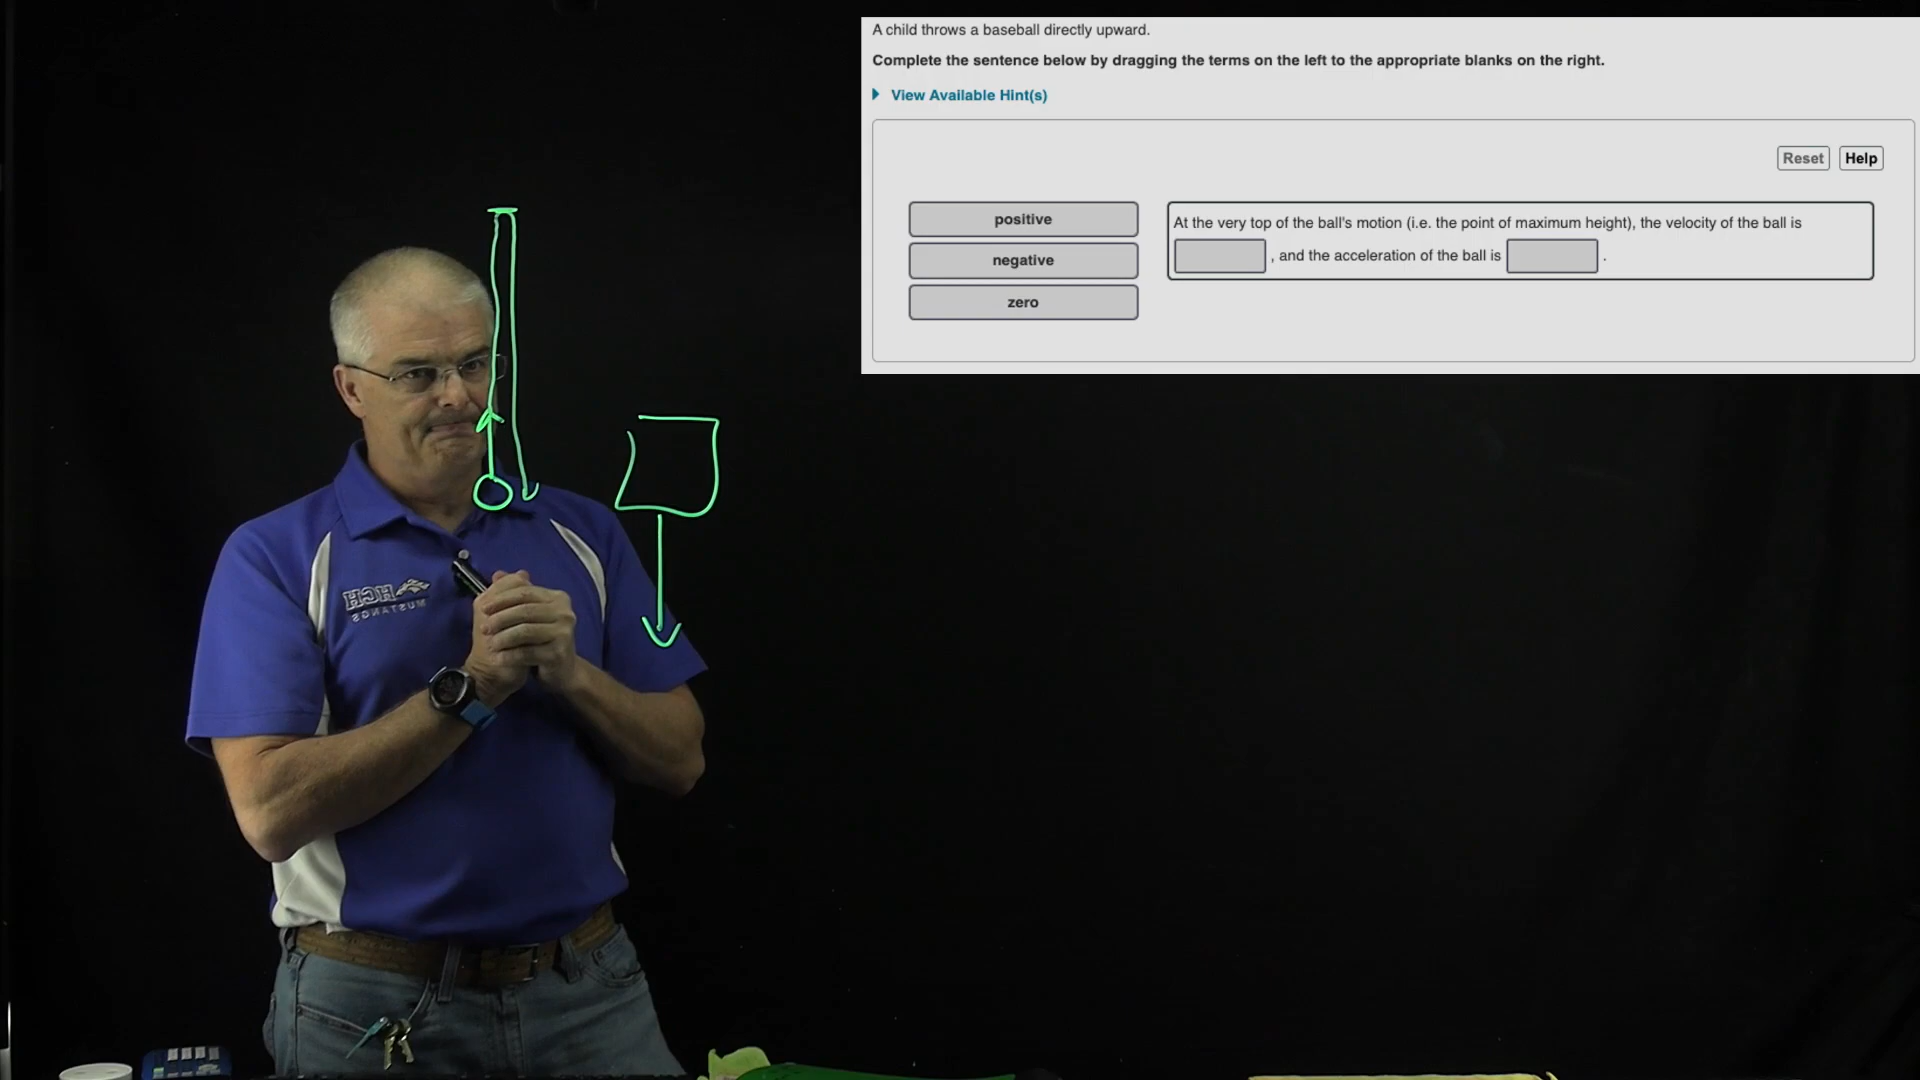 A child throws a baseball directly upward.
Complete the sentence below by dragging the terms on the left to the appropriate blanks on the right.
View Available Hint(s)
Reset Help
positive
negative
zero
At the very top of the ball's motion (i.e. the point of maximum height), the velocity of the ball is
, and the acceleration of the ball is .
HCH
MUSTANGS